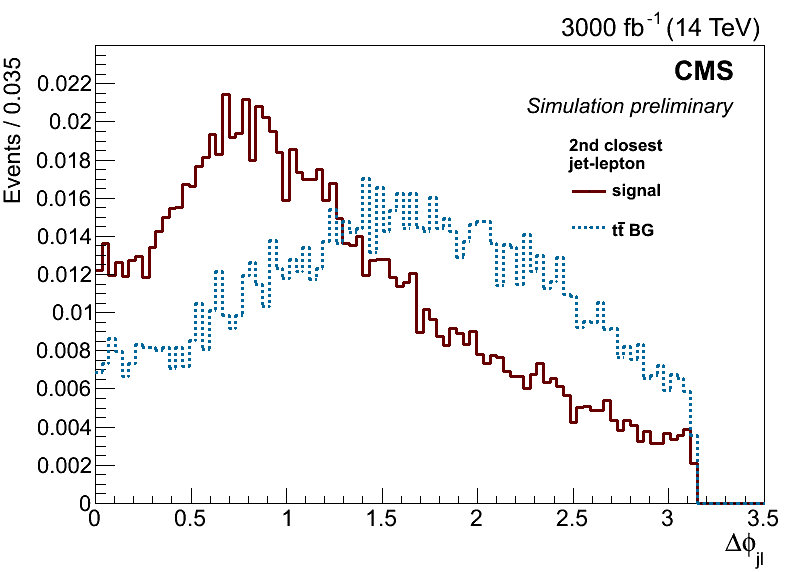 3000 fb⁻¹ (14 TeV)
CMS
Simulation preliminary
2nd closest
jet-lepton
signal
tt̄ BG
Events / 0.035
0.022
0.02
0.018
0.016
0.014
0.012
0.01
0.008
0.006
0.004
0.002
0
0 0.5 1 1.5 2 2.5 3 3.5
Δϕjl